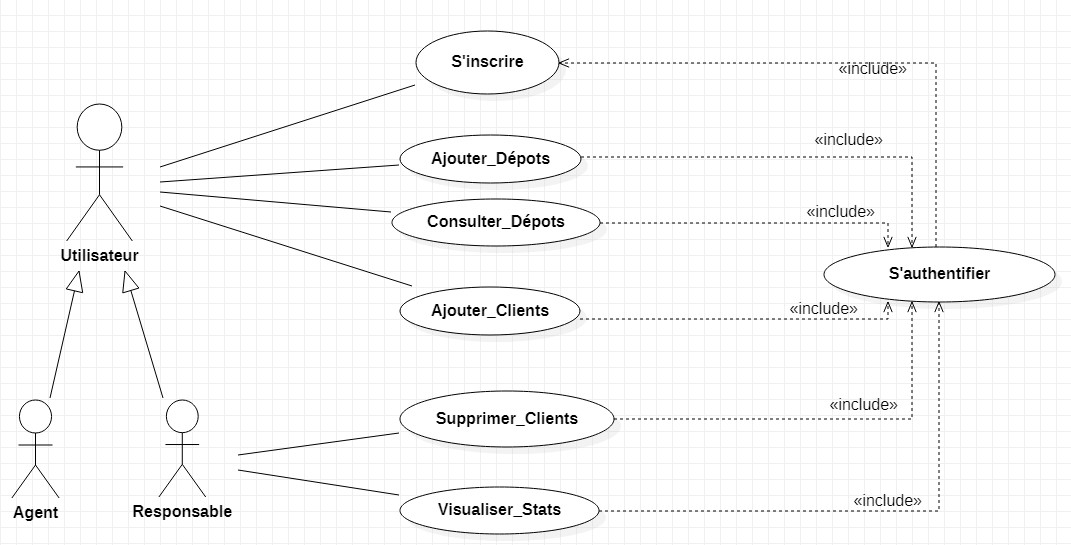 S'inscrire
«include»
Ajouter_Dépots
«include»
Consulter_Dépots
«include»
Utilisateur
S'authentifier
Ajouter_Clients
«include»
Supprimer_Clients
«include»
Agent
Responsable
Visualiser_Stats
«include»